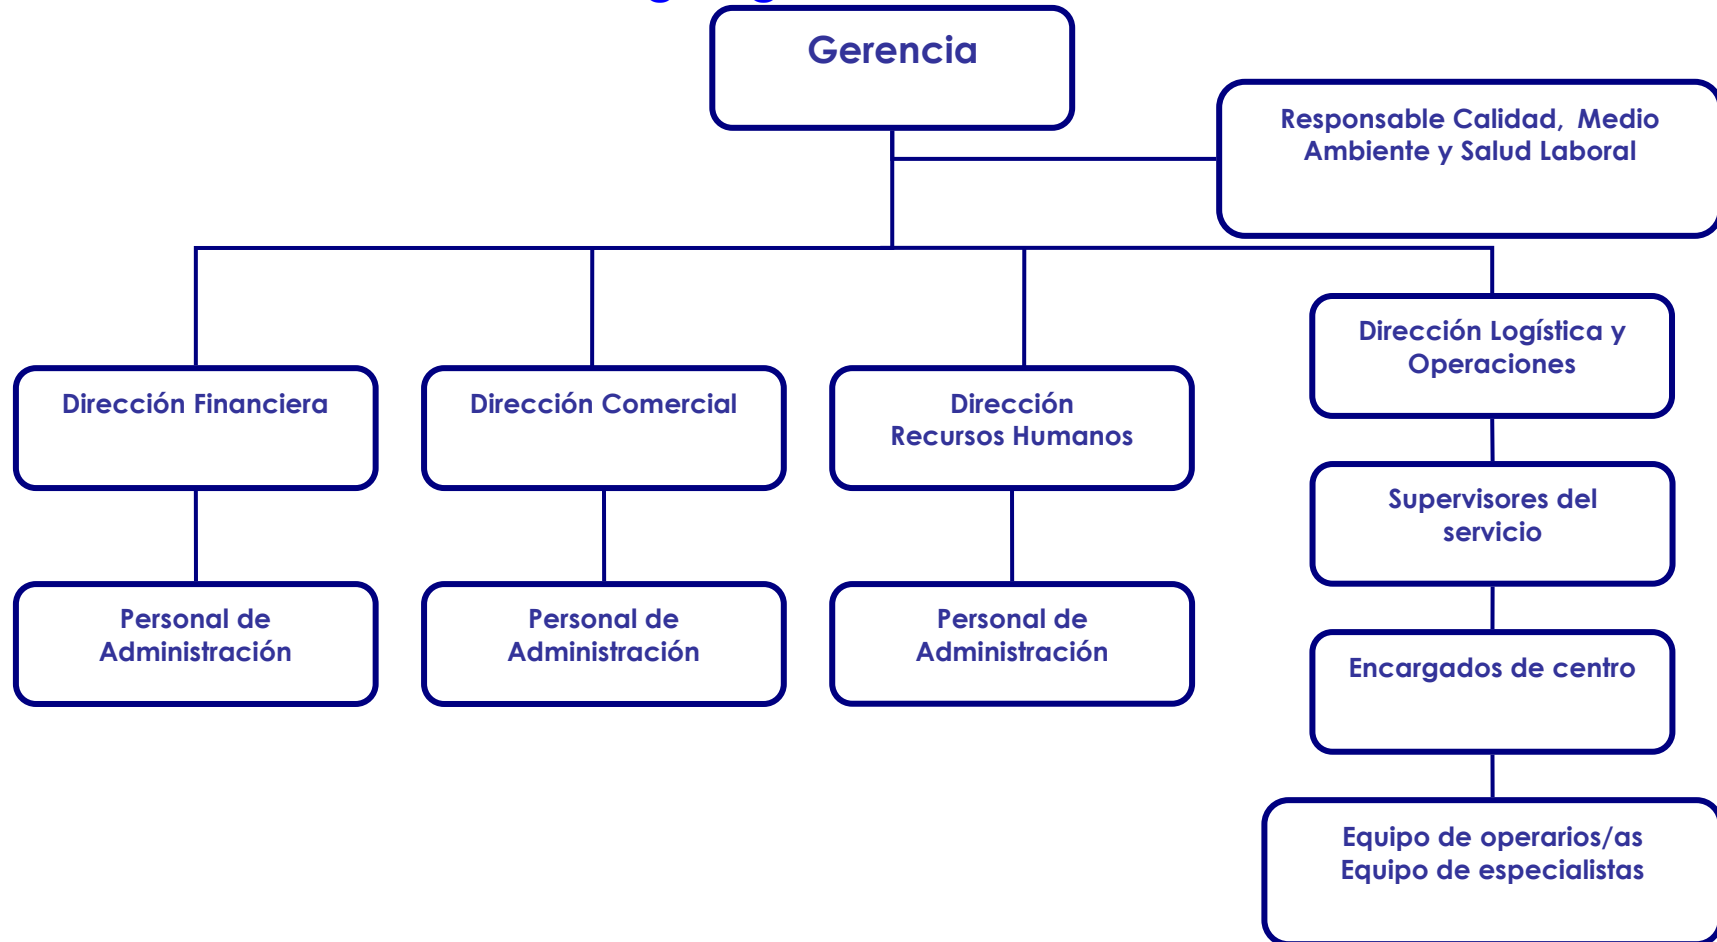 Gerencia
Responsable Calidad, Medio
Ambiente y Salud Laboral
Dirección Logística y
Operaciones
Dirección Financiera
Dirección Comercial
Dirección
Recursos Humanos
Supervisores del
servicio
Personal de
Administración
Personal de
Administración
Personal de
Administración
Encargados de centro
Equipo de operarios/as
Equipo de especialistas